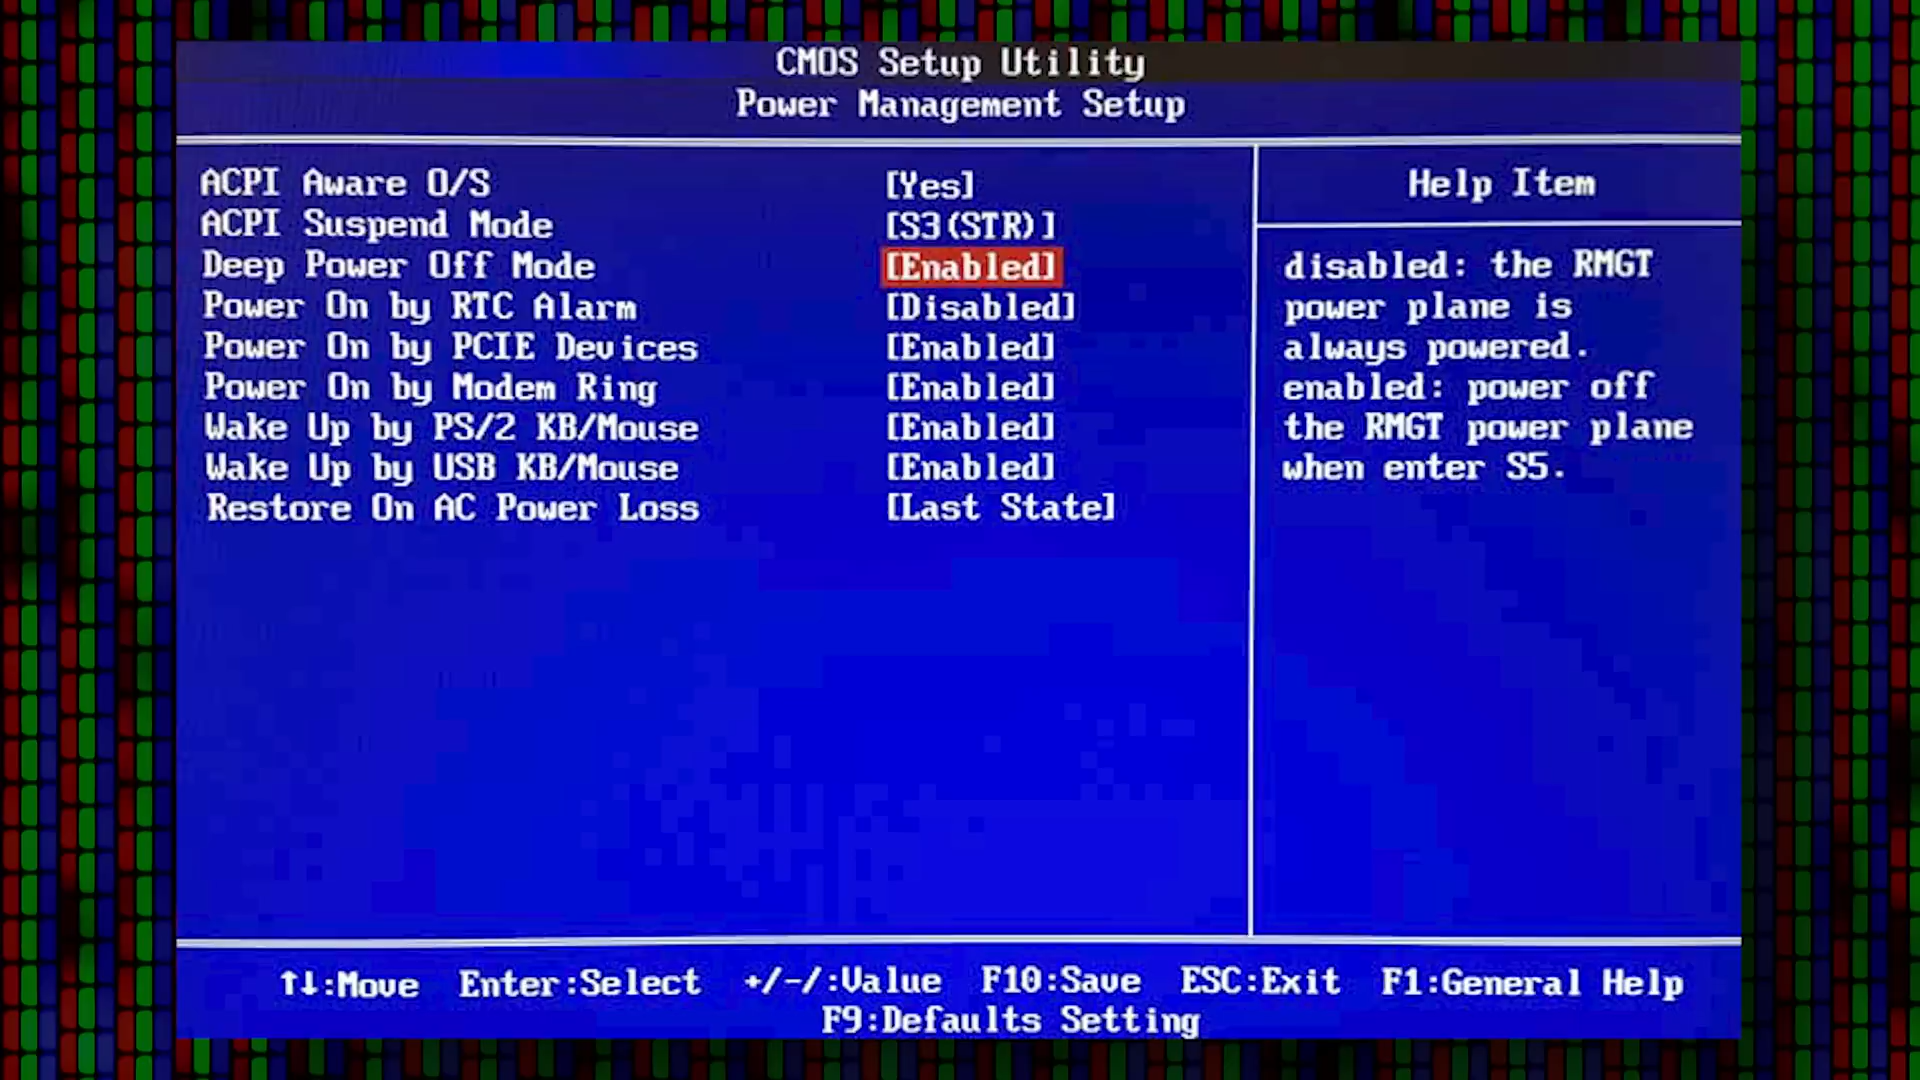 CMOS Setup Utility
Power Management Setup
ACPI Aware O/S [Yes]
ACPI Suspend Mode [S3(STR)]
Deep Power Off Mode [Enabled]
Power On by RTC Alarm [Disabled]
Power On by PCIE Devices [Enabled]
Power On by Modem Ring [Enabled]
Wake Up by PS/2 KB/Mouse [Enabled]
Wake Up by USB KB/Mouse [Enabled]
Restore On AC Power Loss [Last State]
Help Item
disabled: the RMGT
power plane is
always powered.
enabled: power off
the RMGT power plane
when enter S5.
↑↓:Move Enter:Select +/-/:Value F10:Save ESC:Exit F1:General Help
F9:Defaults Setting